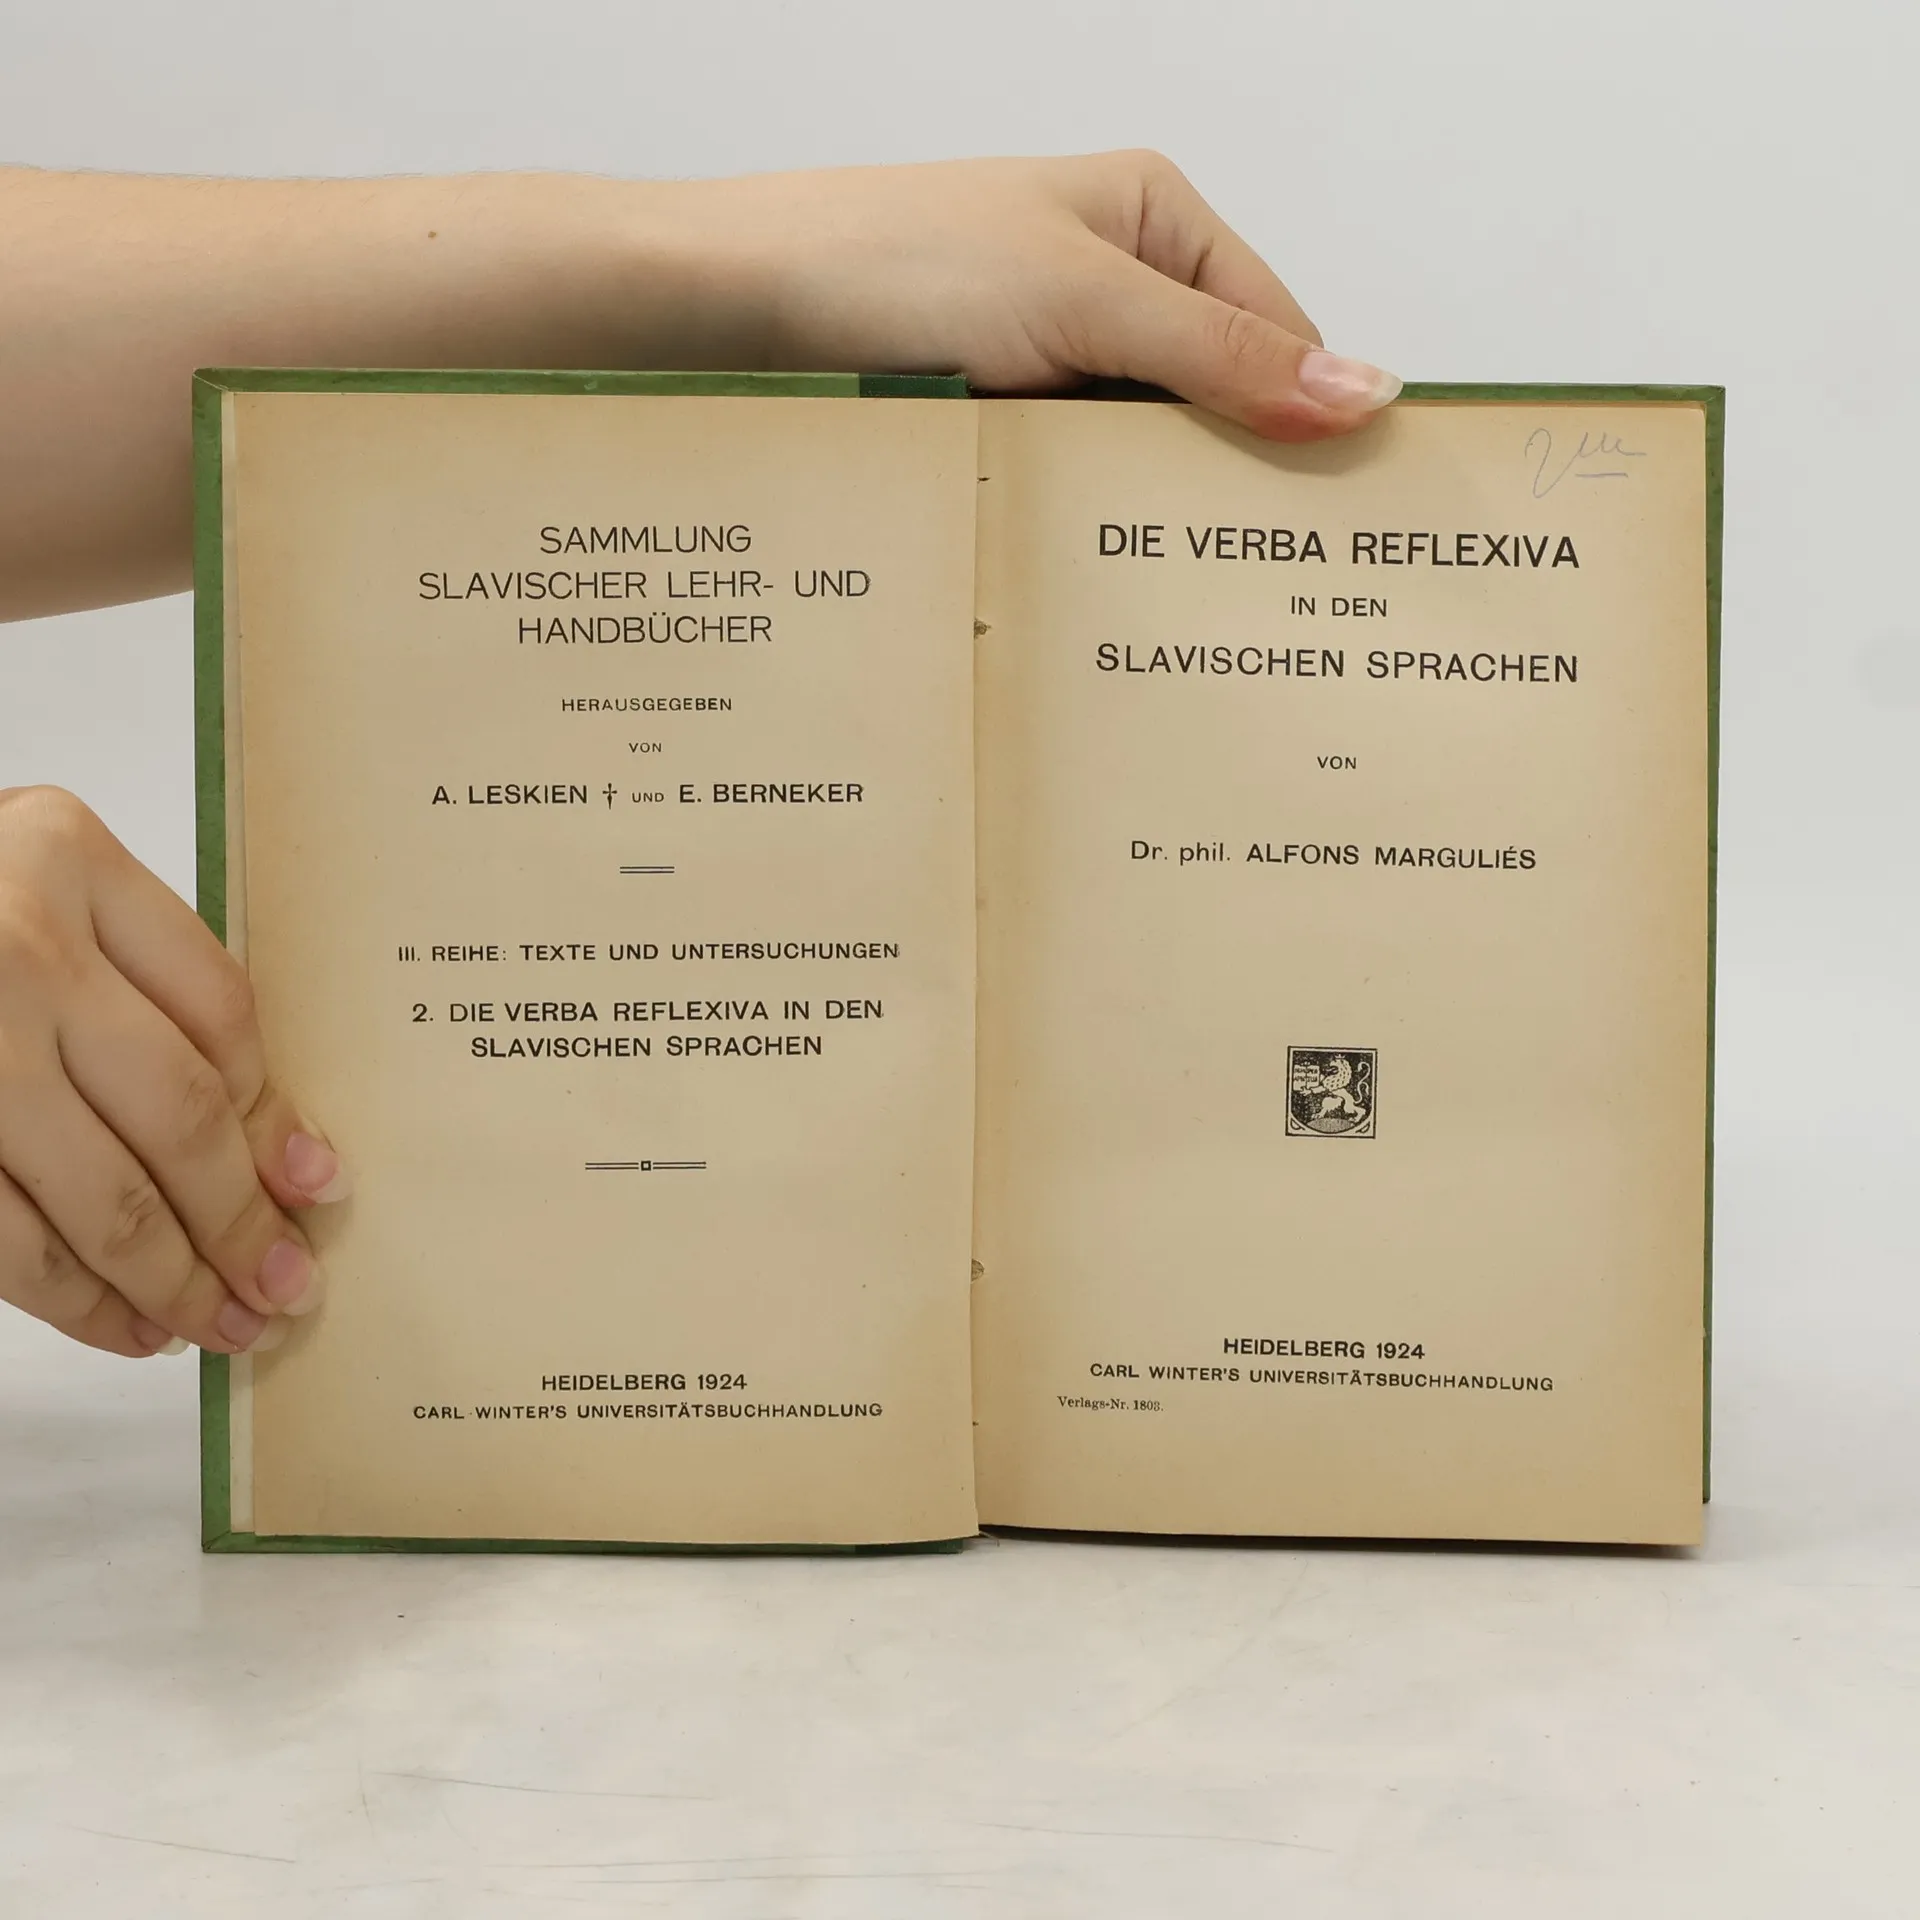 SAMMLUNG
SLAVISCHER LEHR- UND
HANDBÜCHER
HERAUSGEGEBEN
VON
A. LESKIEN † UND E. BERNEKER
III. REIHE: TEXTE UND UNTERSUCHUNGEN
2. DIE VERBA REFLEXIVA IN DEN
SLAVISCHEN SPRACHEN
HEIDELBERG 1924
CARL WINTER'S UNIVERSITÄTSBUCHHANDLUNG
DIE VERBA REFLEXIVA
IN DEN
SLAVISCHEN SPRACHEN
VON
Dr. phil. ALFONS MARGULIÉS
HEIDELBERG 1924
CARL WINTER'S UNIVERSITÄTSBUCHHANDLUNG
Verlags-Nr. 1803.